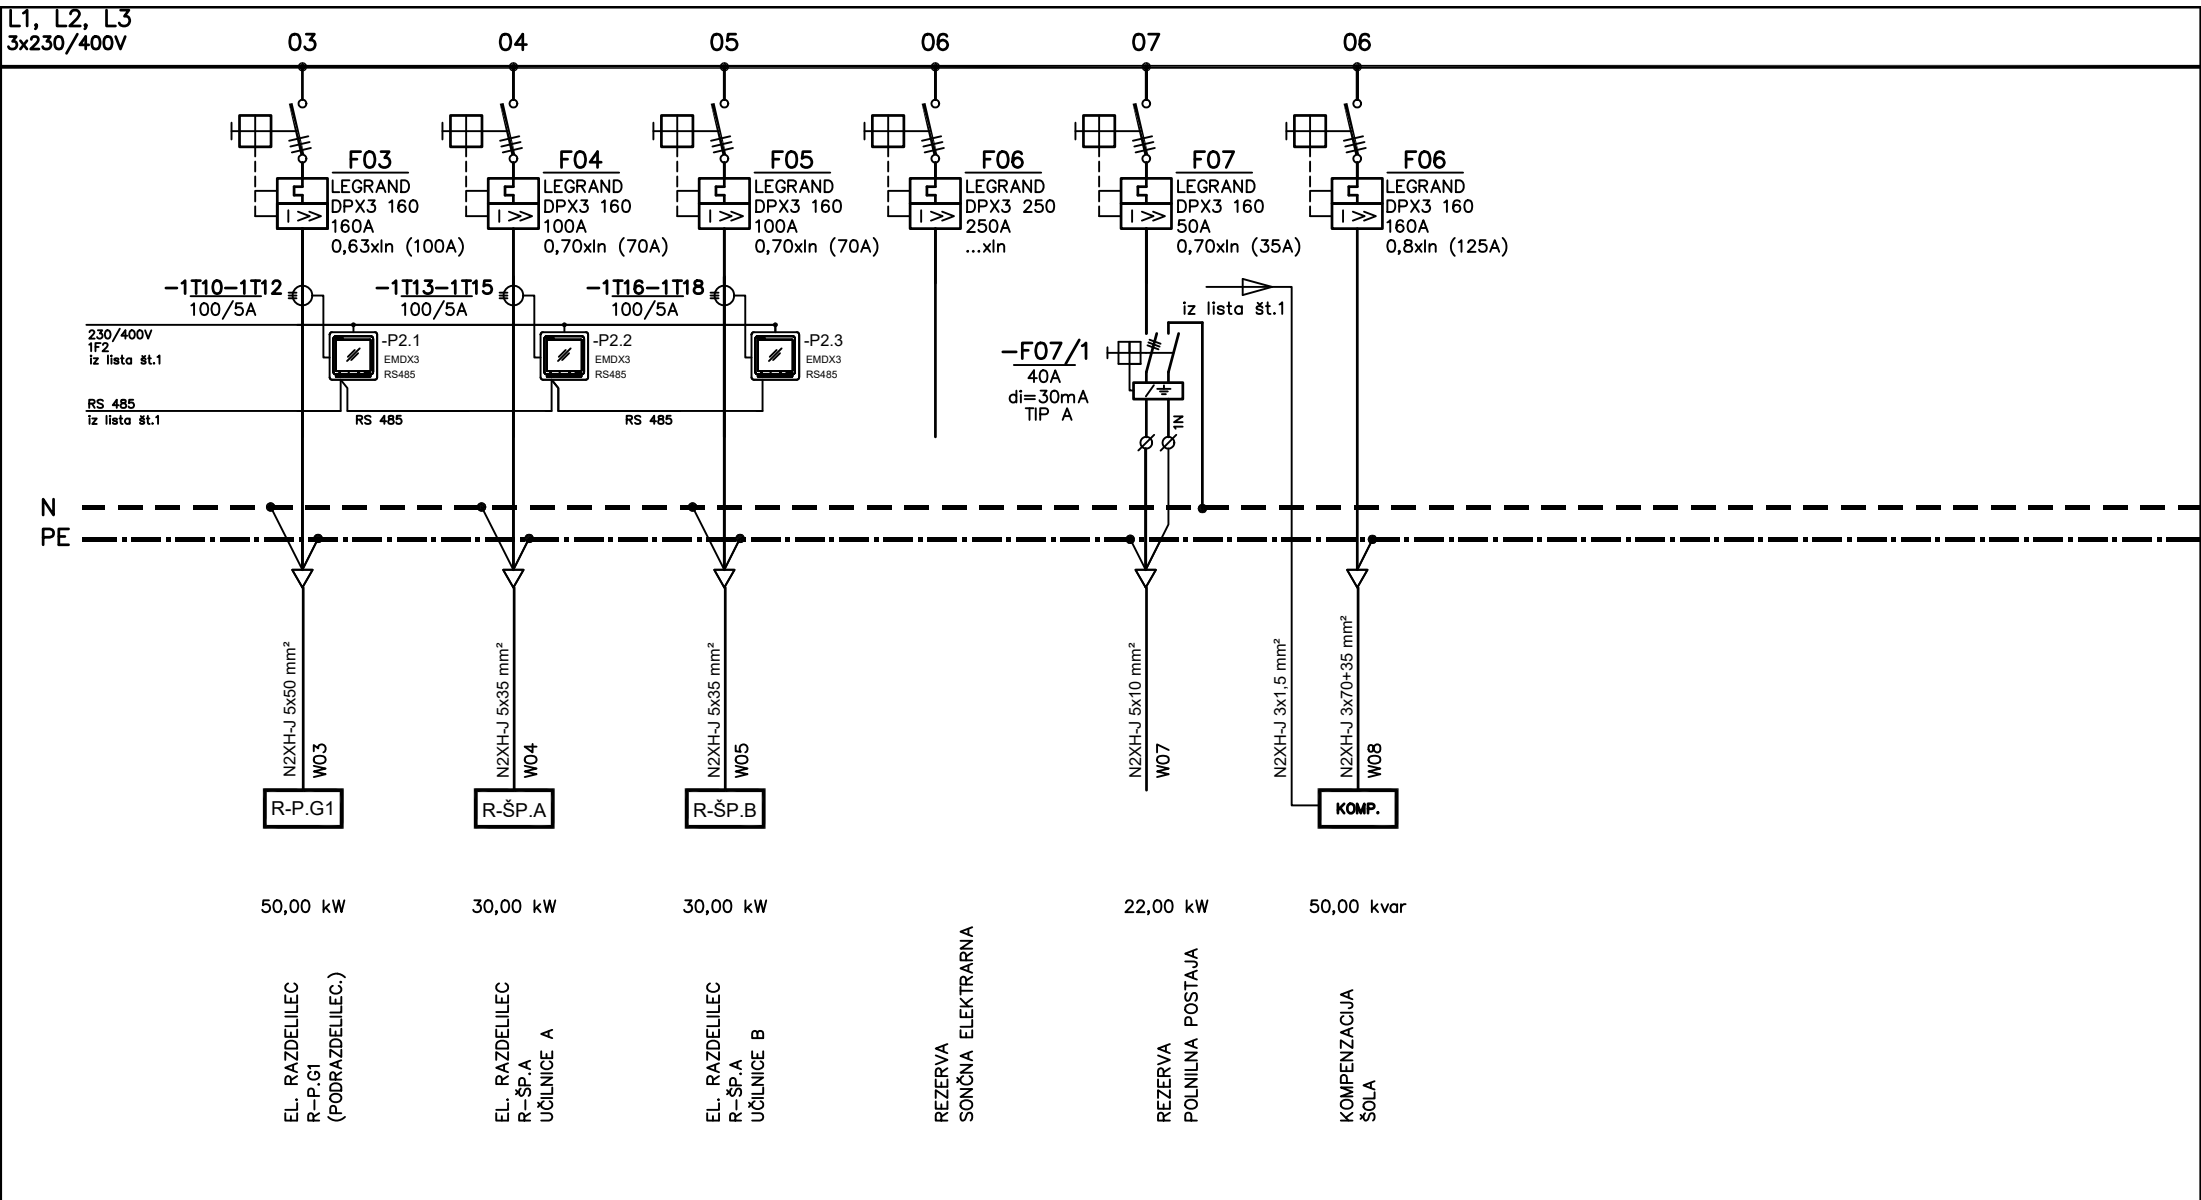 L1, L2, L3
3x230/400V
03
04
05
06
07
06
F03
LEGRAND
DPX3 160
160A
0,63xIn (100A)
F04
LEGRAND
DPX3 160
100A
0,70xIn (70A)
F05
LEGRAND
DPX3 160
100A
0,70xIn (70A)
F06
LEGRAND
DPX3 250
250A
...xIn
F07
LEGRAND
DPX3 160
50A
0,70xIn (35A)
F06
LEGRAND
DPX3 160
160A
0,8xIn (125A)
I >>
I >>
I >>
I >>
I >>
I >>
-1T10-1T12
100/5A
-1T13-1T15
100/5A
-1T16-1T18
100/5A
iz lista št.1
230/400V
1F2
iz lista št.1
-P2.1
EMDX3
RS485
-P2.2
EMDX3
RS485
-P2.3
EMDX3
RS485
-F07/1
40A
di=30mA
TIP A
1N
RS 485
iz lista št.1
RS 485
RS 485
N
PE
N2XH-J 5x50 mm²
W03
N2XH-J 5x35 mm²
W04
N2XH-J 5x35 mm²
W05
N2XH-J 5x10 mm²
W07
N2XH-J 3x1,5 mm²
N2XH-J 3x70+35 mm²
W08
R-P.G1
R-ŠP.A
R-ŠP.B
KOMP.
50,00 kW
30,00 kW
30,00 kW
22,00 kW
50,00 kvar
EL. RAZDELILEC
R-P.G1
(PODRAZDELILEC.)
EL. RAZDELILEC
R-ŠP.A
UČILNICE A
EL. RAZDELILEC
R-ŠP.A
UČILNICE B
REZERVA
SONČNA ELEKTRARNA
REZERVA
POLNILNA POSTAJA
KOMPENZACIJA
ŠOLA